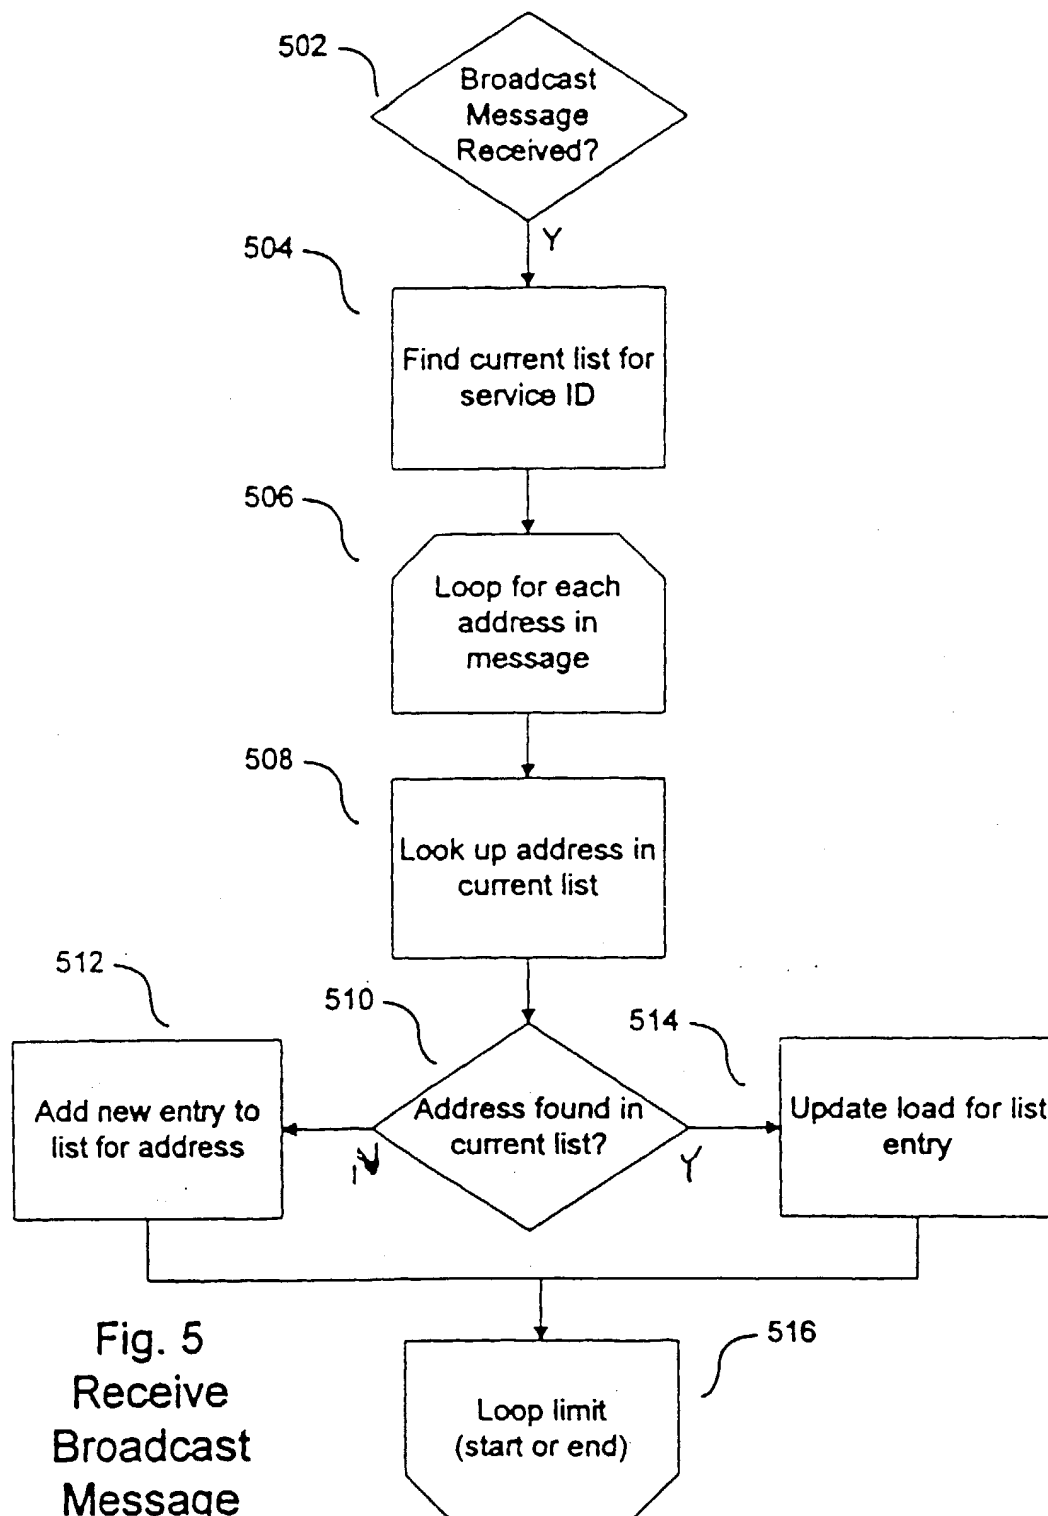 502
Broadcast
Message
Received?
Y
504
Find current list for
service ID
506
Loop for each
address in
message
508
Look up address in
current list
512
510
514
Add new entry to
list for address
N
Address found in
current list?
Y
Update load for list
entry
516
Loop limit
(start or end)
Fig. 5
Receive
Broadcast
Message